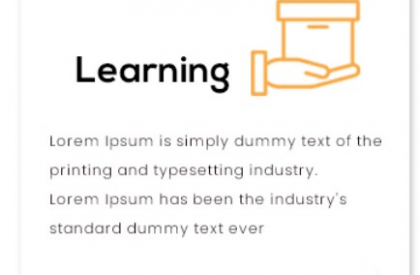 Learning
Lorem Ipsum is simply dummy text of the
printing and typesetting industry.
Lorem Ipsum has been the industry's
standard dummy text ever